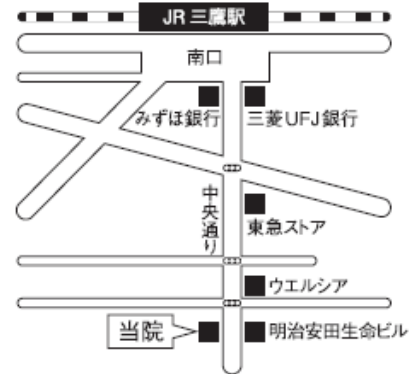 JR 三鷹駅
南口
みずほ銀行
三菱UFJ銀行
中央通り
東急ストア
ウエルシア
当院
明治安田生命ビル